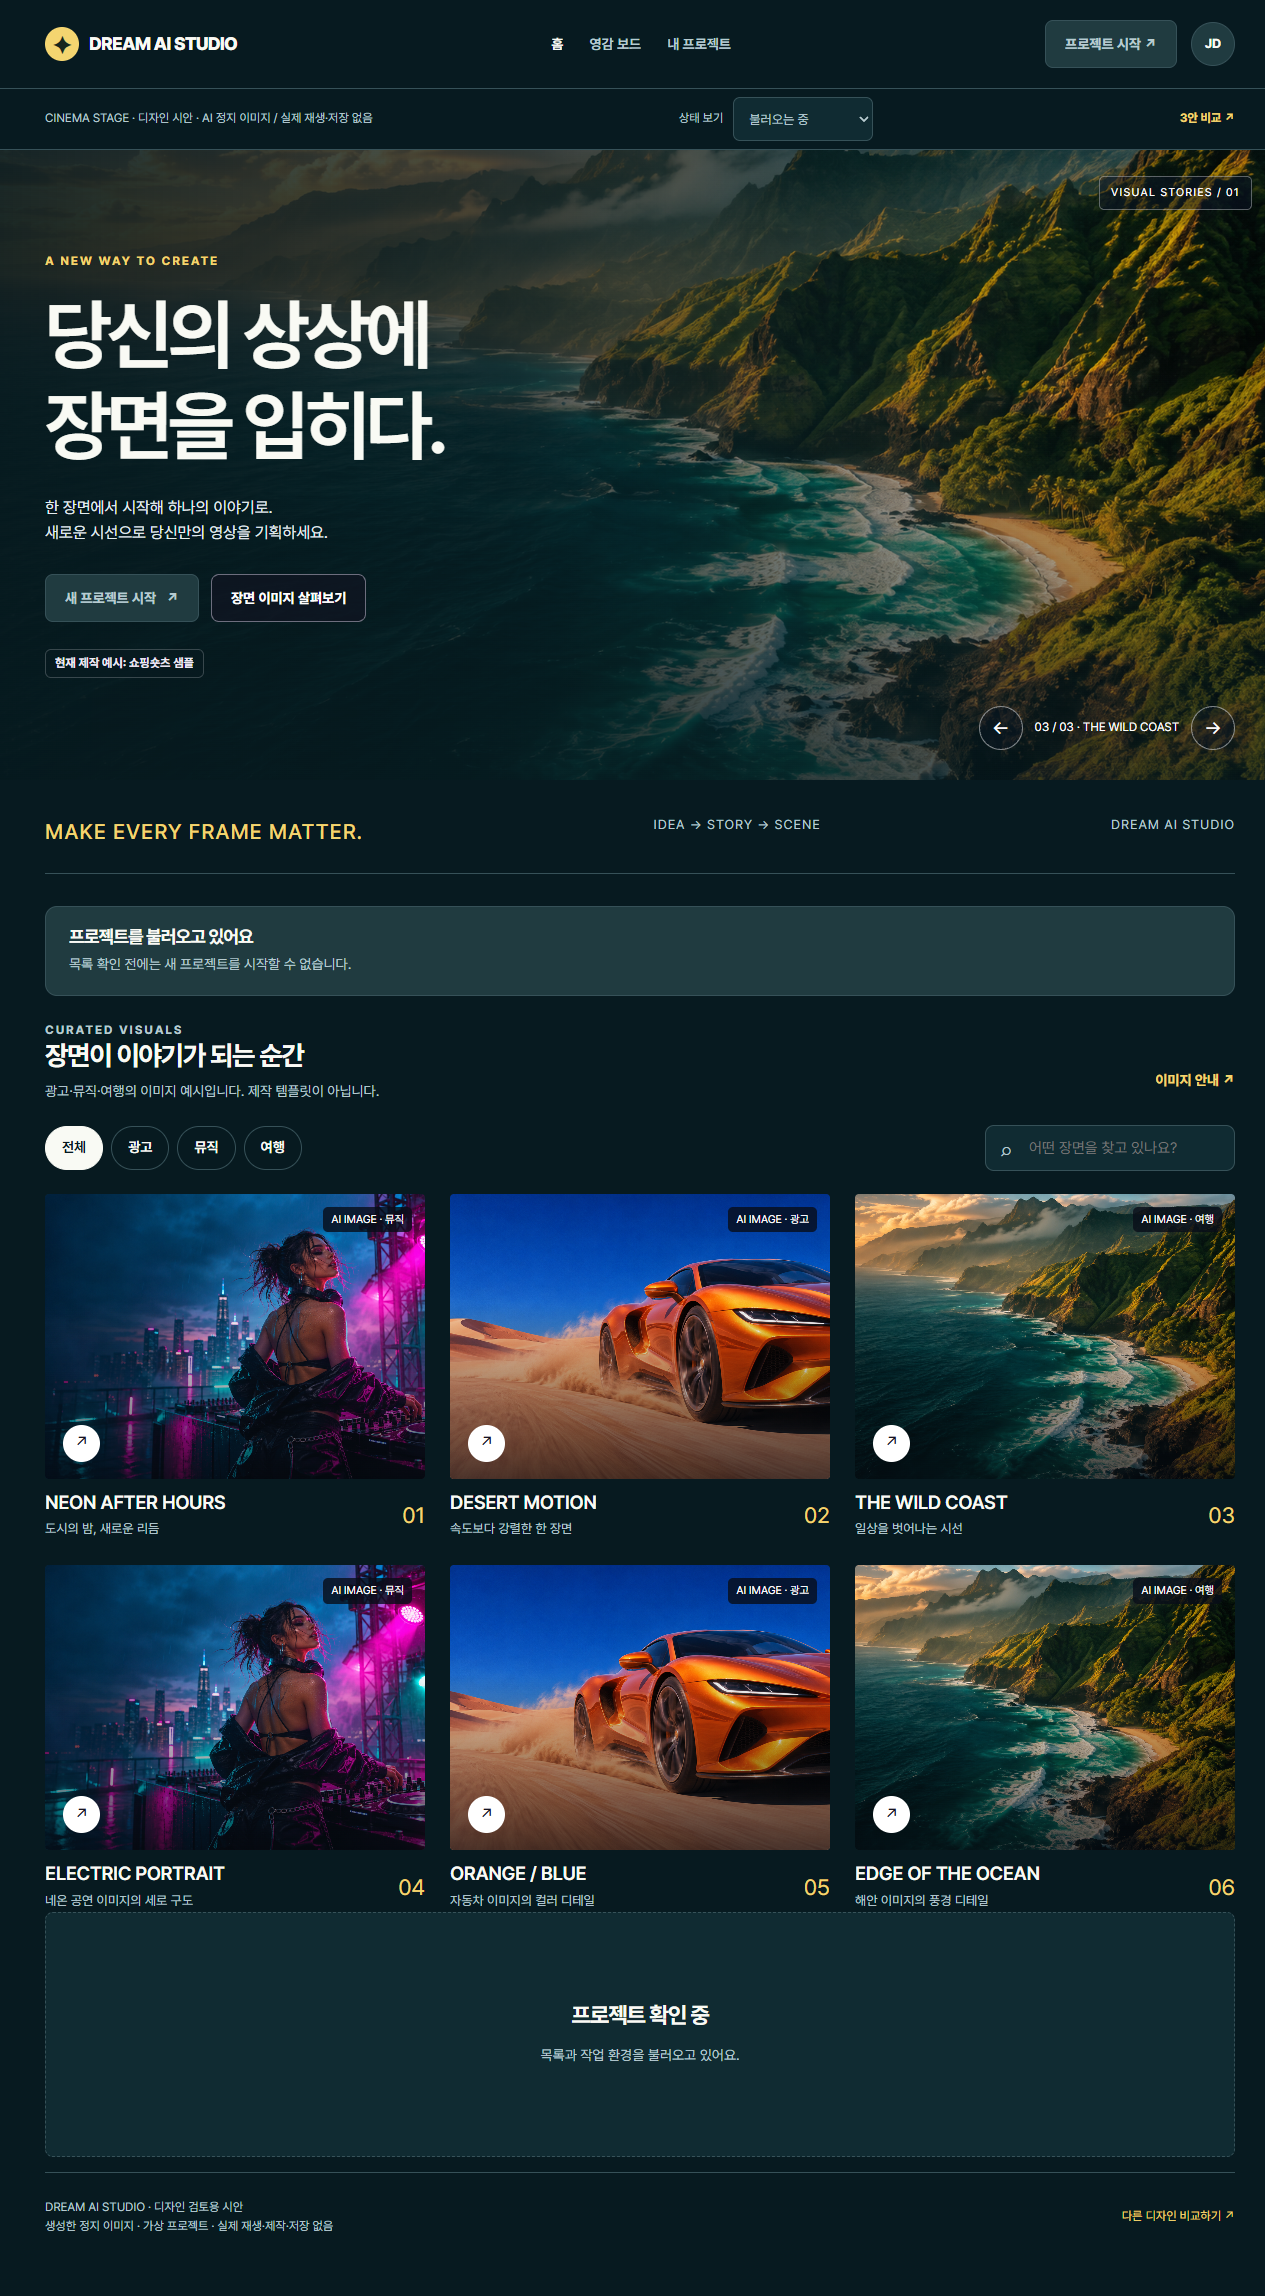 DREAM AI STUDIO
홈
영감 보드
내 프로젝트
프로젝트 시작 ↗
JD
CINEMA STAGE · 디자인 시안 · AI 정지 이미지 / 실제 재생·저장 없음
상태 보기
불러오는 중
3안 비교 ↗
VISUAL STORIES / 01
A NEW WAY TO CREATE
당신의 상상에
장면을 입히다.
한 장면에서 시작해 하나의 이야기로.
새로운 시선으로 당신만의 영상을 기획하세요.
새 프로젝트 시작 ↗
장면 이미지 살펴보기
현재 제작 예시: 쇼핑숏츠 샘플
← 03 / 03 · THE WILD COAST →
MAKE EVERY FRAME MATTER.
IDEA → STORY → SCENE
DREAM AI STUDIO
프로젝트를 불러오고 있어요
목록 확인 전에는 새 프로젝트를 시작할 수 없습니다.
CURATED VISUALS
장면이 이야기가 되는 순간
광고·뮤직·여행의 이미지 예시입니다. 제작 템플릿이 아닙니다.
이미지 안내 ↗
전체
광고
뮤직
여행
어떤 장면을 찾고 있나요?
AI IMAGE · 뮤직
AI IMAGE · 광고
AI IMAGE · 여행
↗
↗
↗
NEON AFTER HOURS
도시의 밤, 새로운 리듬
01
DESERT MOTION
속도보다 강렬한 한 장면
02
THE WILD COAST
일상을 벗어나는 시선
03
AI IMAGE · 뮤직
AI IMAGE · 광고
AI IMAGE · 여행
↗
↗
↗
ELECTRIC PORTRAIT
네온 공연 이미지의 세로 구도
04
ORANGE / BLUE
자동차 이미지의 컬러 디테일
05
EDGE OF THE OCEAN
해안 이미지의 풍경 디테일
06
프로젝트 확인 중
목록과 작업 환경을 불러오고 있어요.
DREAM AI STUDIO · 디자인 검토용 시안
생성한 정지 이미지 · 가상 프로젝트 · 실제 재생·제작·저장 없음
다른 디자인 비교하기 ↗